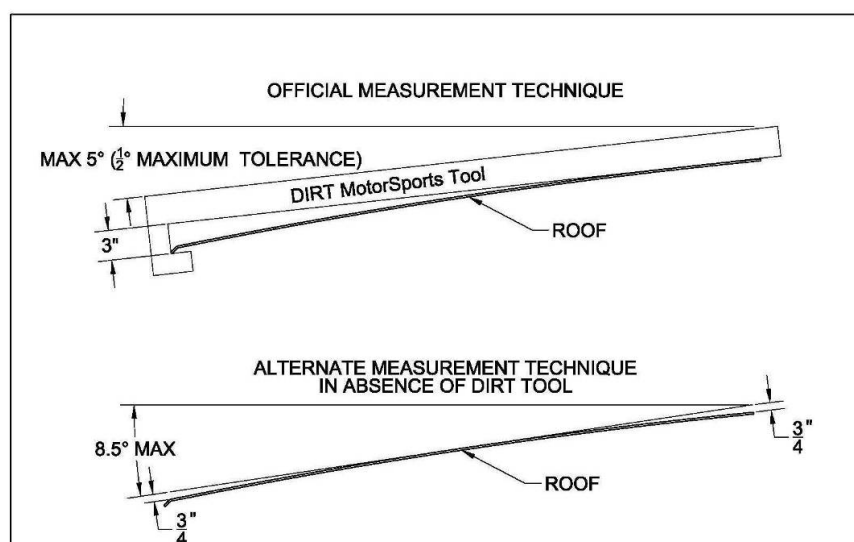 OFFICIAL MEASUREMENT TECHNIQUE
MAX 5° (½° MAXIMUM TOLERANCE)
DIRT MotorSports Tool
3"
ROOF
ALTERNATE MEASUREMENT TECHNIQUE
IN ABSENCE OF DIRT TOOL
8.5° MAX
¾"
ROOF
¾"